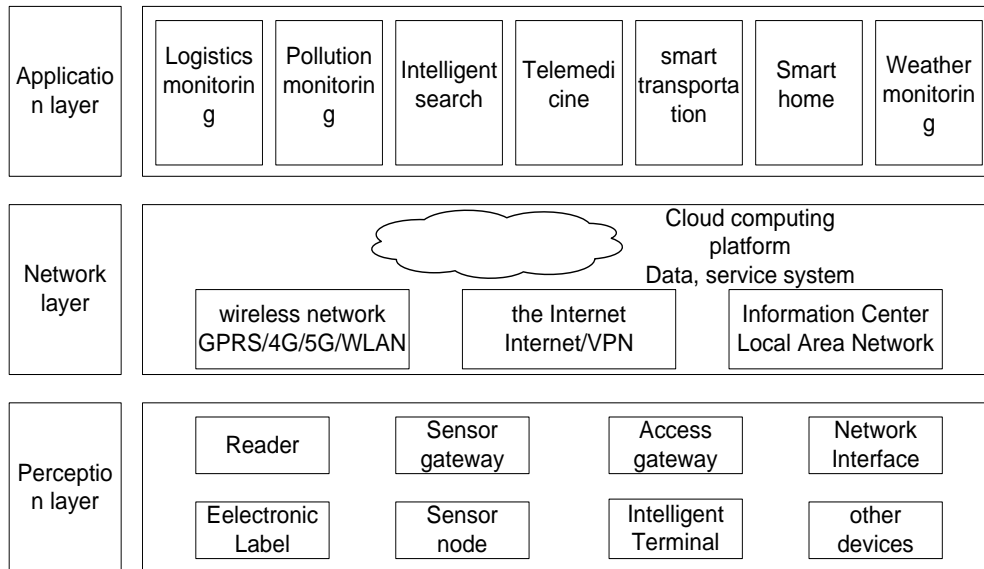 Applicatio
n layer
Logistics
monitorin
g
Pollution
monitorin
g
Intelligent
search
Telemedi
cine
smart
transporta
tion
Smart
home
Weather
monitorin
g
Network
layer
Cloud computing
platform
Data, service system
wireless network
GPRS/4G/5G/WLAN
the Internet
Internet/VPN
Information Center
Local Area Network
Perceptio
n layer
Reader
Sensor
gateway
Access
gateway
Network
Interface
Eelectronic
Label
Sensor
node
Intelligent
Terminal
other
devices